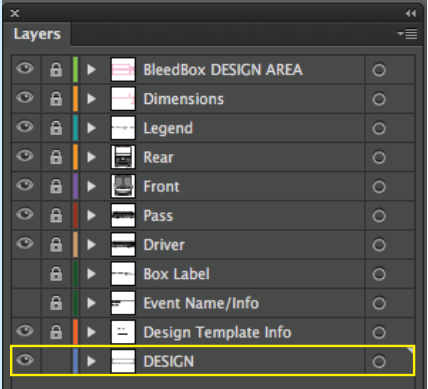 Layers
BleedBox DESIGN AREA
Dimensions
Legend
Rear
Front
Pass
Driver
Box Label
Event Name/Info
Design Template Info
DESIGN